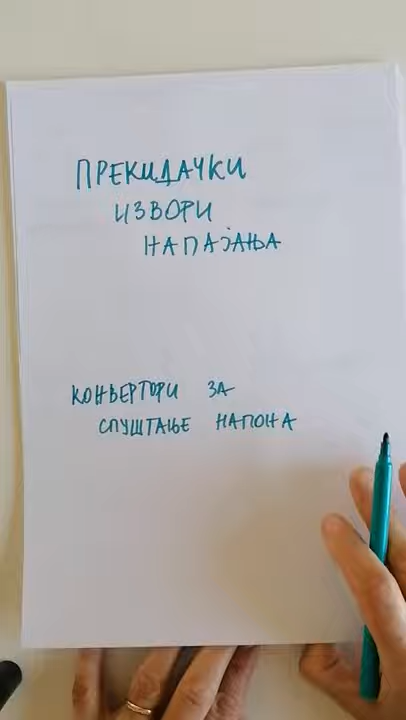 ПРЕКИДАЧКИ
ИЗВОРИ
НАПАЈАЊА
КОНВЕРТОРИ ЗА
СПУШТАЊЕ НАПОНА